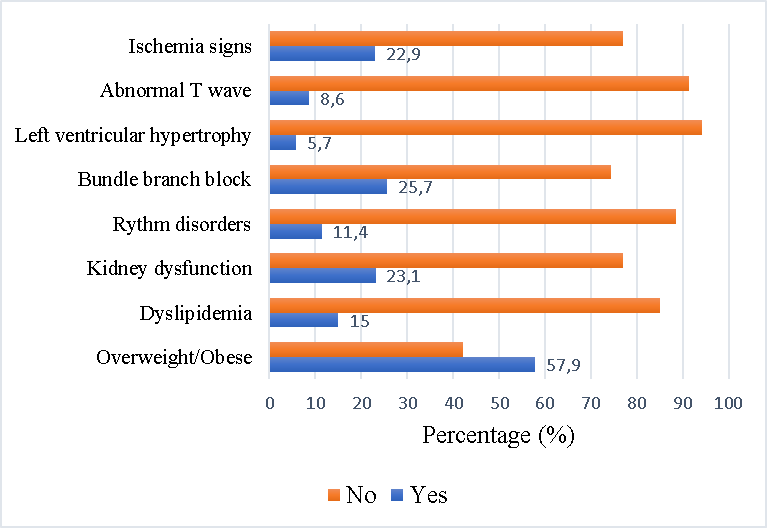 Ischemia signs
22,9
Abnormal T wave
8,6
Left ventricular hypertrophy
5,7
Bundle branch block
25,7
Rythm disorders
11,4
Kidney dysfunction
23,1
Dyslipidemia
15
Overweight/Obese
57,9
0 10 20 30 40 50 60 70 80 90 100
Percentage (%)
No Yes